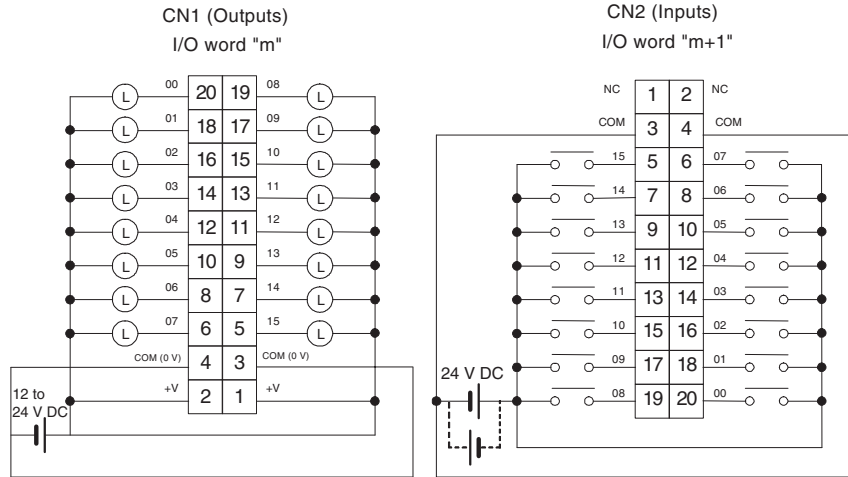 CN1 (Outputs)
I/O word "m"
00 20 19 08
L L
01 18 17 09
L L
02 16 15 10
L L
03 14 13 11
L L
04 12 11 12
L L
05 10 9 13
L L
06 8 7 14
L L
07 6 5 15
L L
COM (0 V) 4 3 COM (0 V)
+V 2 1 +V
12 to
24 V DC
CN2 (Inputs)
I/O word "m+1"
NC 1 2 NC
COM 3 4 COM
15 5 6 07
14 7 8 06
13 9 10 05
12 11 12 04
11 13 14 03
10 15 16 02
09 17 18 01
24 V DC
08 19 20 00